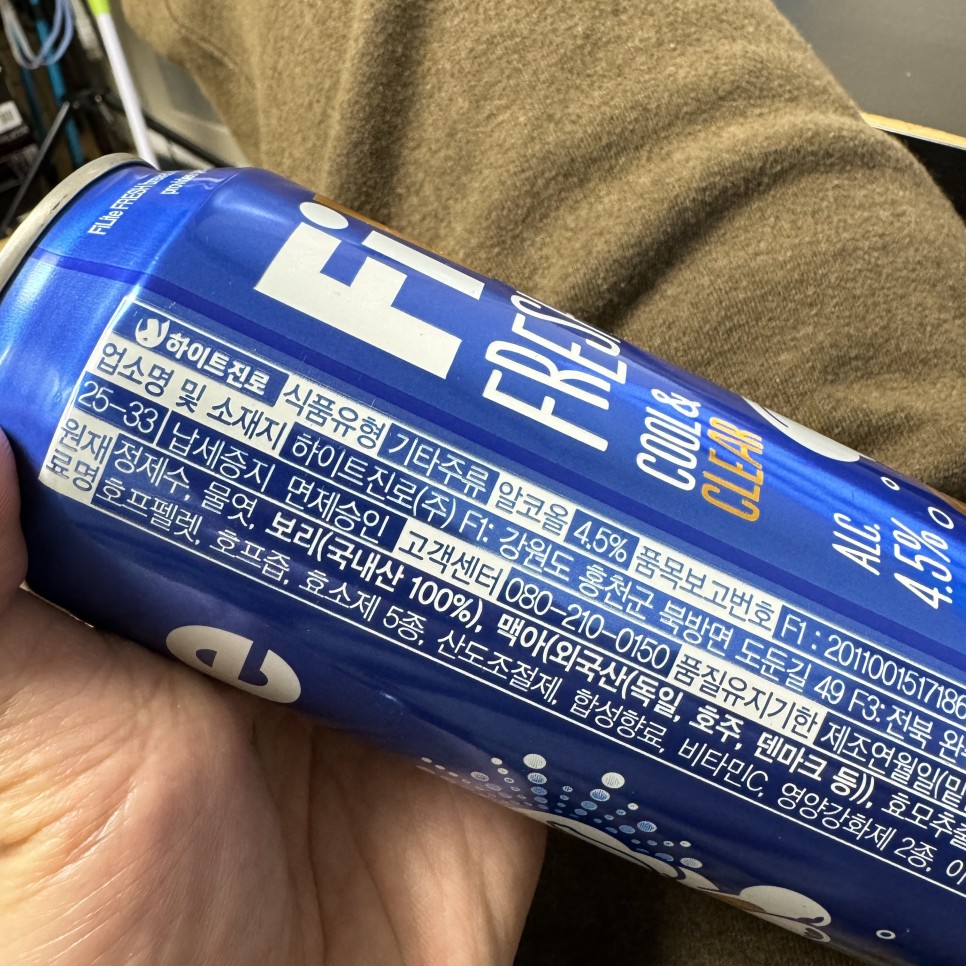 FiLite FRESH
Fi
FRESH
COOL &
CLEAR
ALC.
4.5%
하이트진로 식품유형 기타주류 알코올 4.5% 품목보고번호 F1 : 2011001517186
업소명 및 소재지 하이트진로(주) F1: 강원도 홍천군 북방면 도둔길 49 F3: 전북
25-33 납세증지 면제승인 고객센터 080-210-0150 품질유지기한 제조연월일
원재료명 정제수, 물엿, 보리(국내산 100%), 맥아(외국산(독일, 호주, 덴마크 등)), 효모추출
호프펠렛, 호프즙, 효소제 5종, 산도조절제, 합성향료, 비타민C, 영양강화제 2종,
e